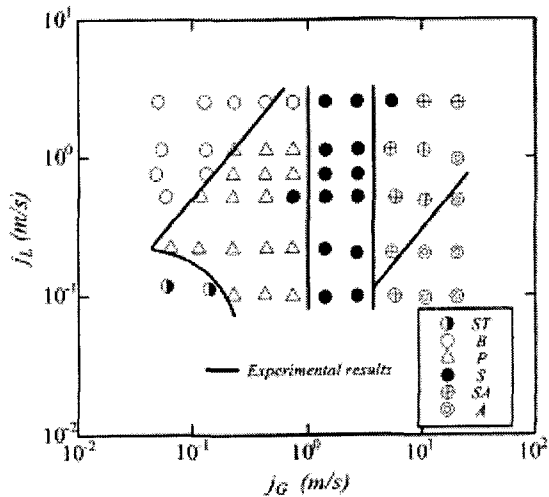 10¹
10⁰
10⁻¹
10⁻²
j_L (m/s)
10⁻² 10⁻¹ 10⁰ 10¹ 10²
j_G (m/s)
Experimental results
ST
B
P
S
SA
A